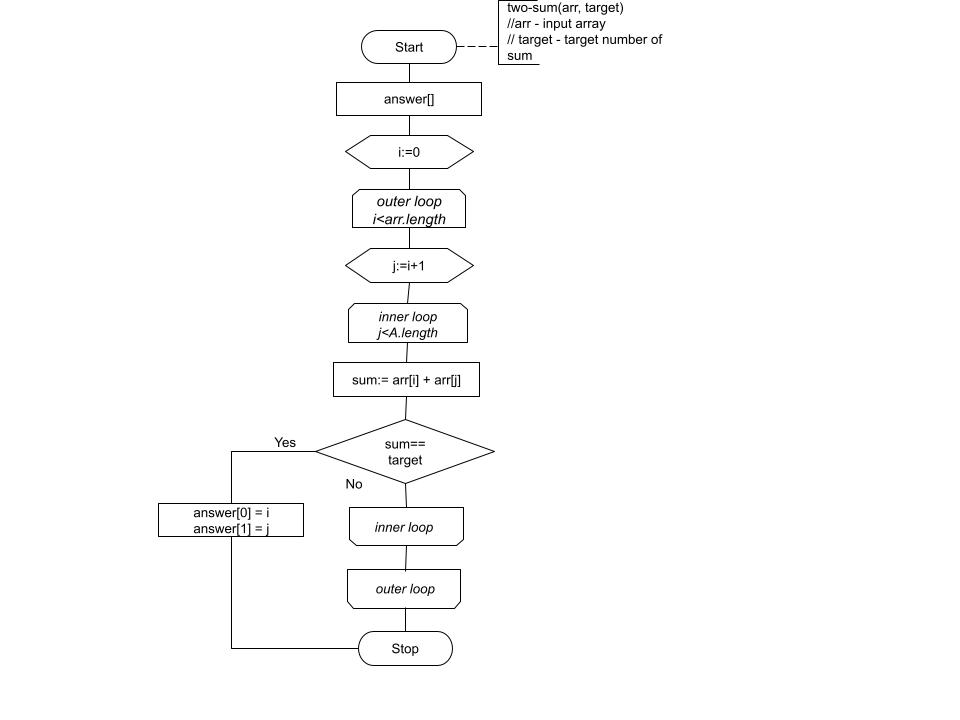 two-sum(arr, target)
//arr - input array
// target - target number of
sum
Start
answer[]
i:=0
outer loop
i<arr.length
j:=i+1
inner loop
j<A.length
sum:= arr[i] + arr[j]
sum==
target
Yes
No
answer[0] = i
answer[1] = j
inner loop
outer loop
Stop